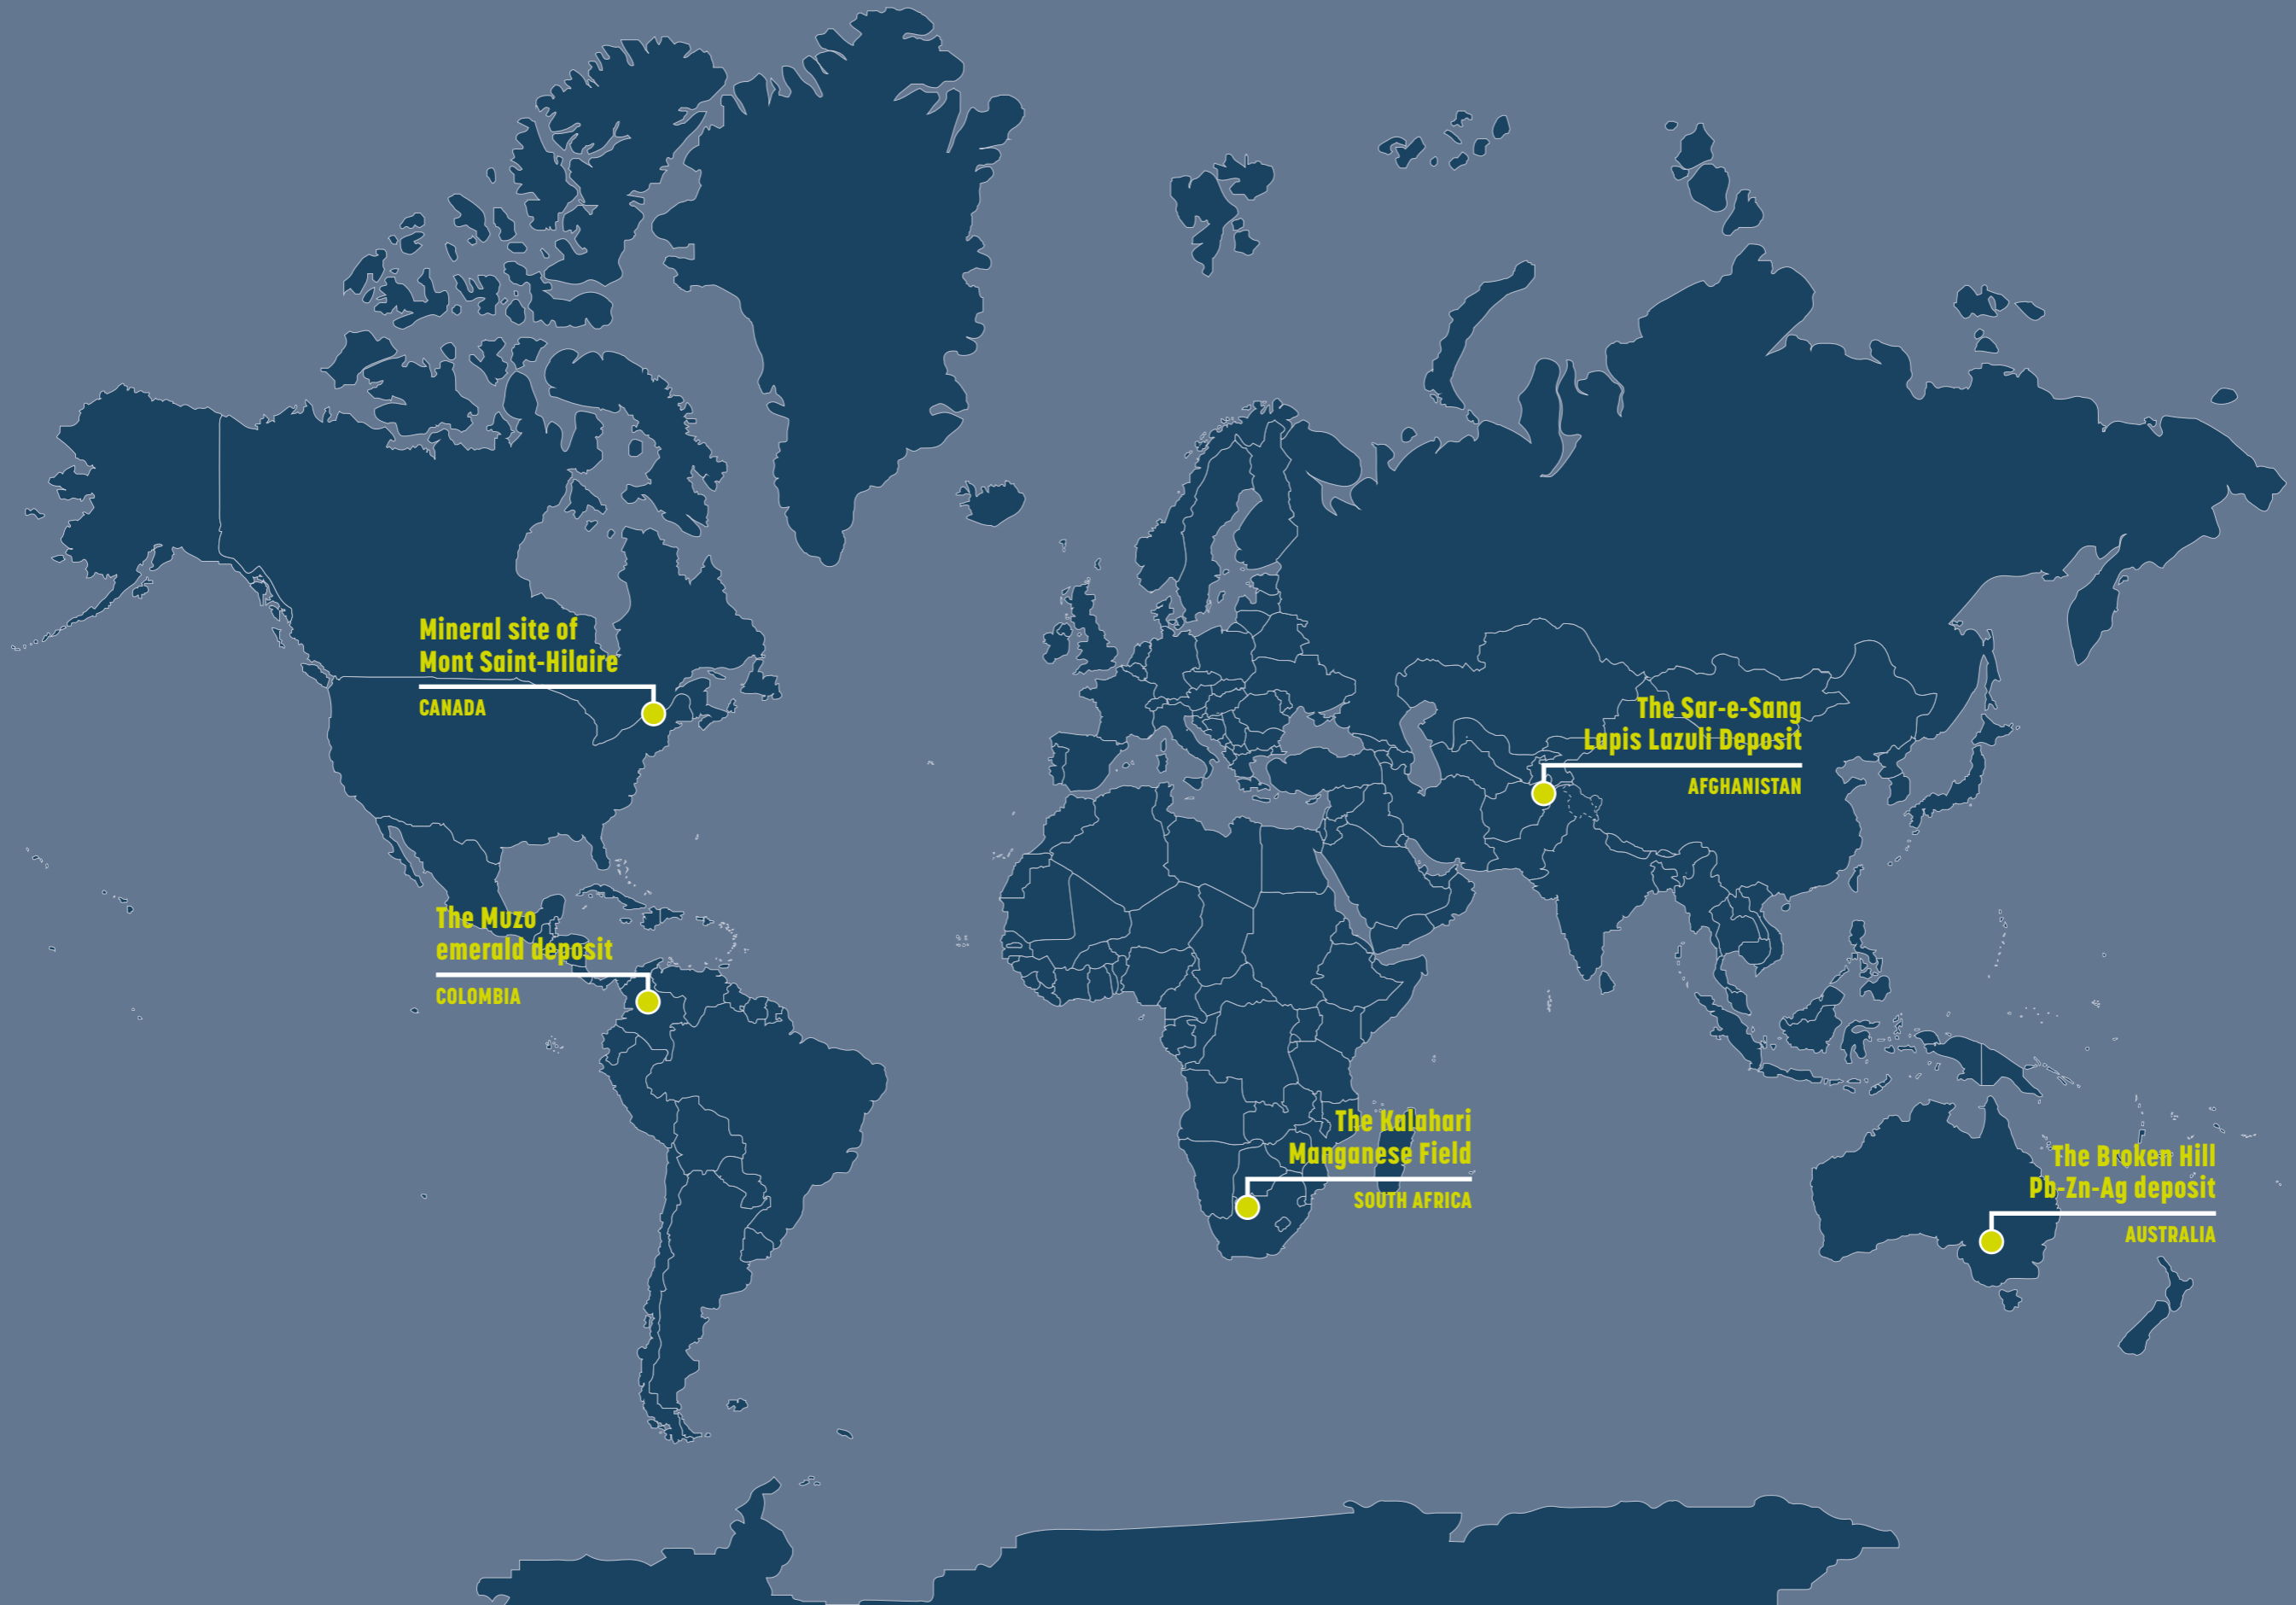 Mineral site of
Mont Saint-Hilaire
CANADA
The Sar-e-Sang
Lapis Lazuli Deposit
AFGHANISTAN
The Muzo
emerald deposit
COLOMBIA
The Kalahari
Manganese Field
SOUTH AFRICA
The Broken Hill
Pb-Zn-Ag deposit
AUSTRALIA